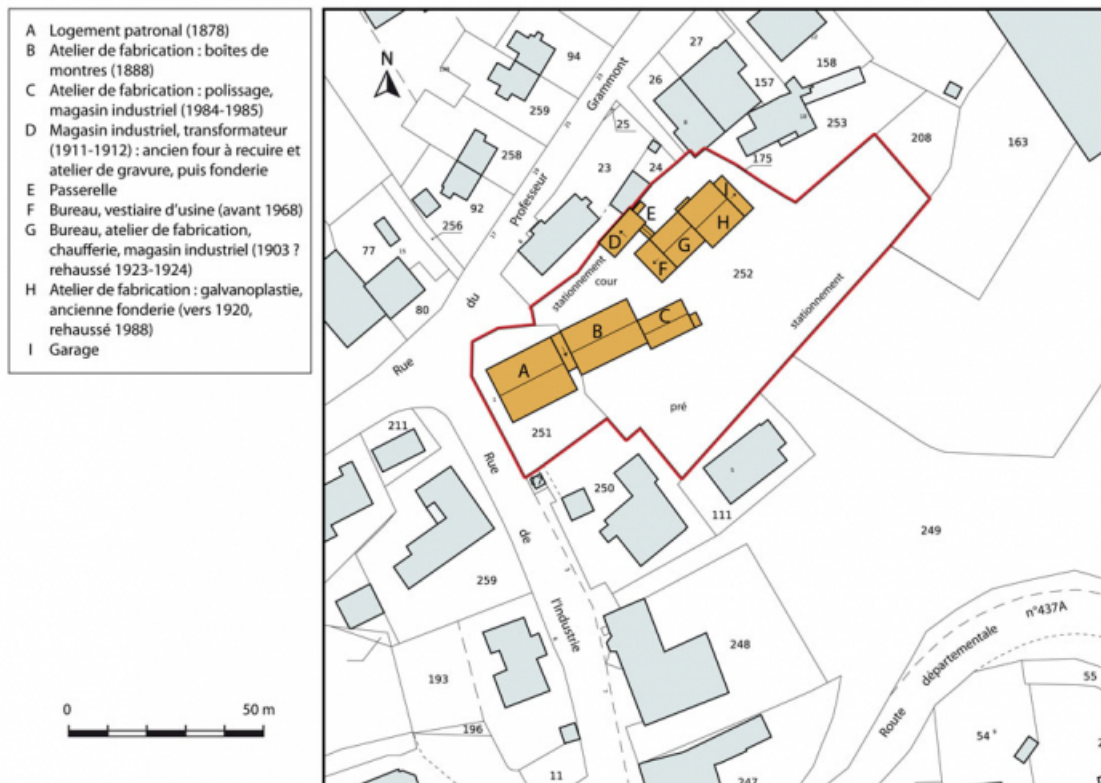 A Logement patronal (1878)
B Atelier de fabrication : boîtes de
montres (1888)
C Atelier de fabrication : polissage,
magasin industriel (1984-1985)
D Magasin industriel, transformateur
(1911-1912) : ancien four à recuire et
atelier de gravure, puis fonderie
E Passerelle
F Bureau, vestiaire d'usine (avant 1968)
G Bureau, atelier de fabrication,
chaufferie, magasin industriel (1903 ?
rehaussé 1923-1924)
H Atelier de fabrication : galvanoplastie,
ancienne fonderie (vers 1920,
rehaussé 1988)
I Garage
0 50 m
N
94
27
158
26
157
259
Grammont
25
253
208
163
258
23
24
175
92
Professeur
256
77
E
I
H
D
G
F
stationnement
cour
252
stationnement
80
du
B
C
Rue
A
pré
211
251
Rue
250
111
de
249
259
l'Industrie
n°437A
départementale
Route
248
193
55
196
54
11
247